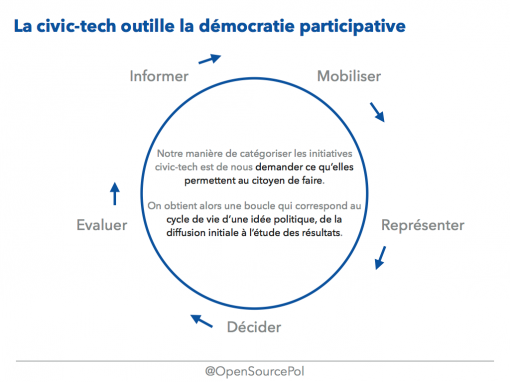 La civic-tech outille la démocratie participative
Informer
Mobiliser
Notre manière de catégoriser les initiatives
civic-tech est de nous demander ce qu'elles
permettent au citoyen de faire.
On obtient alors une boucle qui correspond au
cycle de vie d'une idée politique, de la
diffusion initiale à l'étude des résultats.
Evaluer
Représenter
Décider
@OpenSourcePol